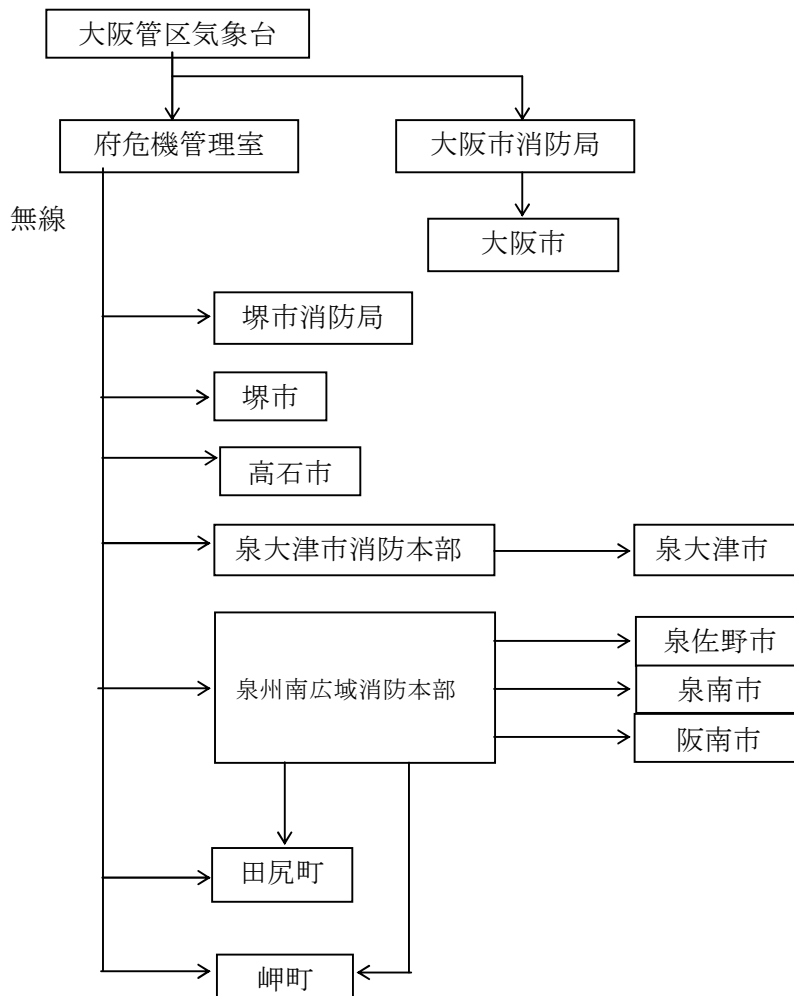 大阪管区気象台
府危機管理室
大阪市消防局
無線
大阪市
堺市消防局
堺市
高石市
泉大津市消防本部
泉大津市
泉佐野市
泉州南広域消防本部
泉南市
阪南市
田尻町
岬町